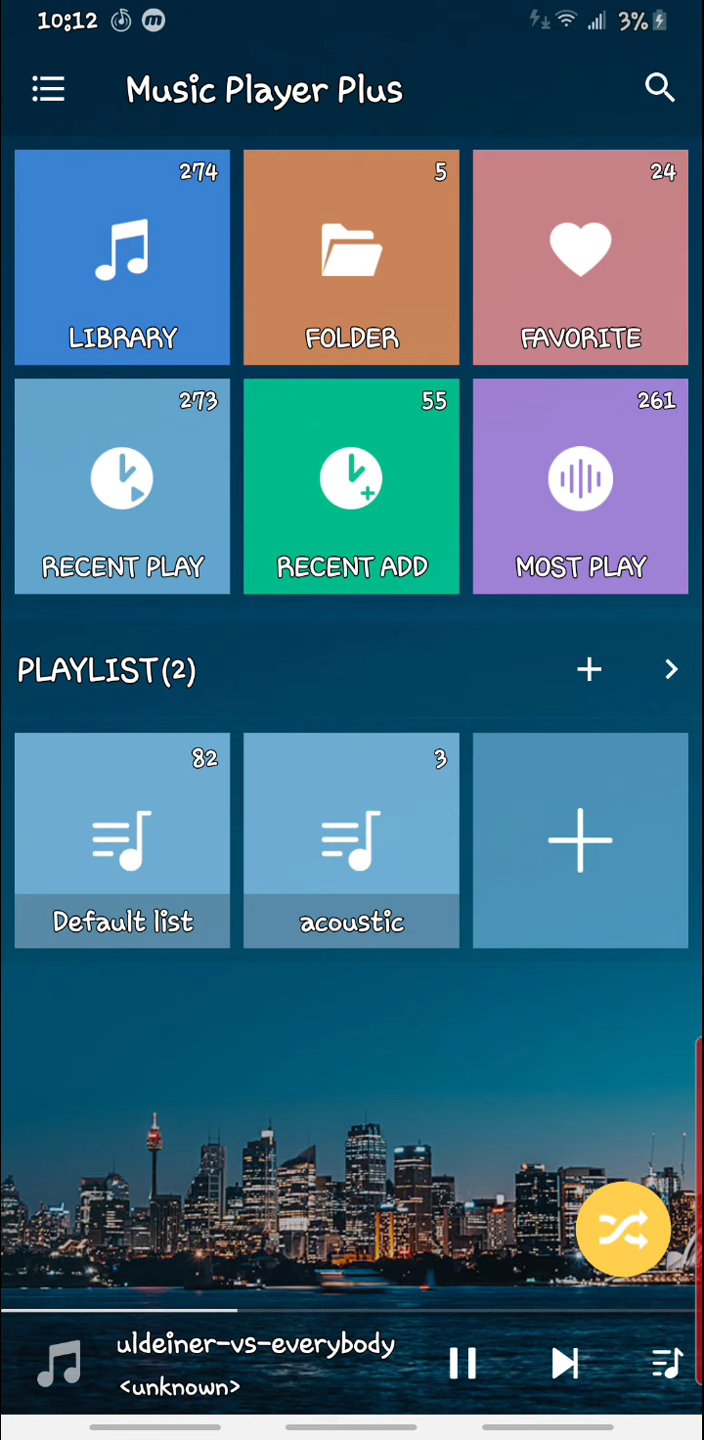 10:12
3%
Music Player Plus
274
5
24
LIBRARY
FOLDER
FAVORITE
273
55
261
RECENT PLAY
RECENT ADD
MOST PLAY
PLAYLIST(2)
82
3
Default list
acoustic
uldeiner-vs-everybody
<unknown>